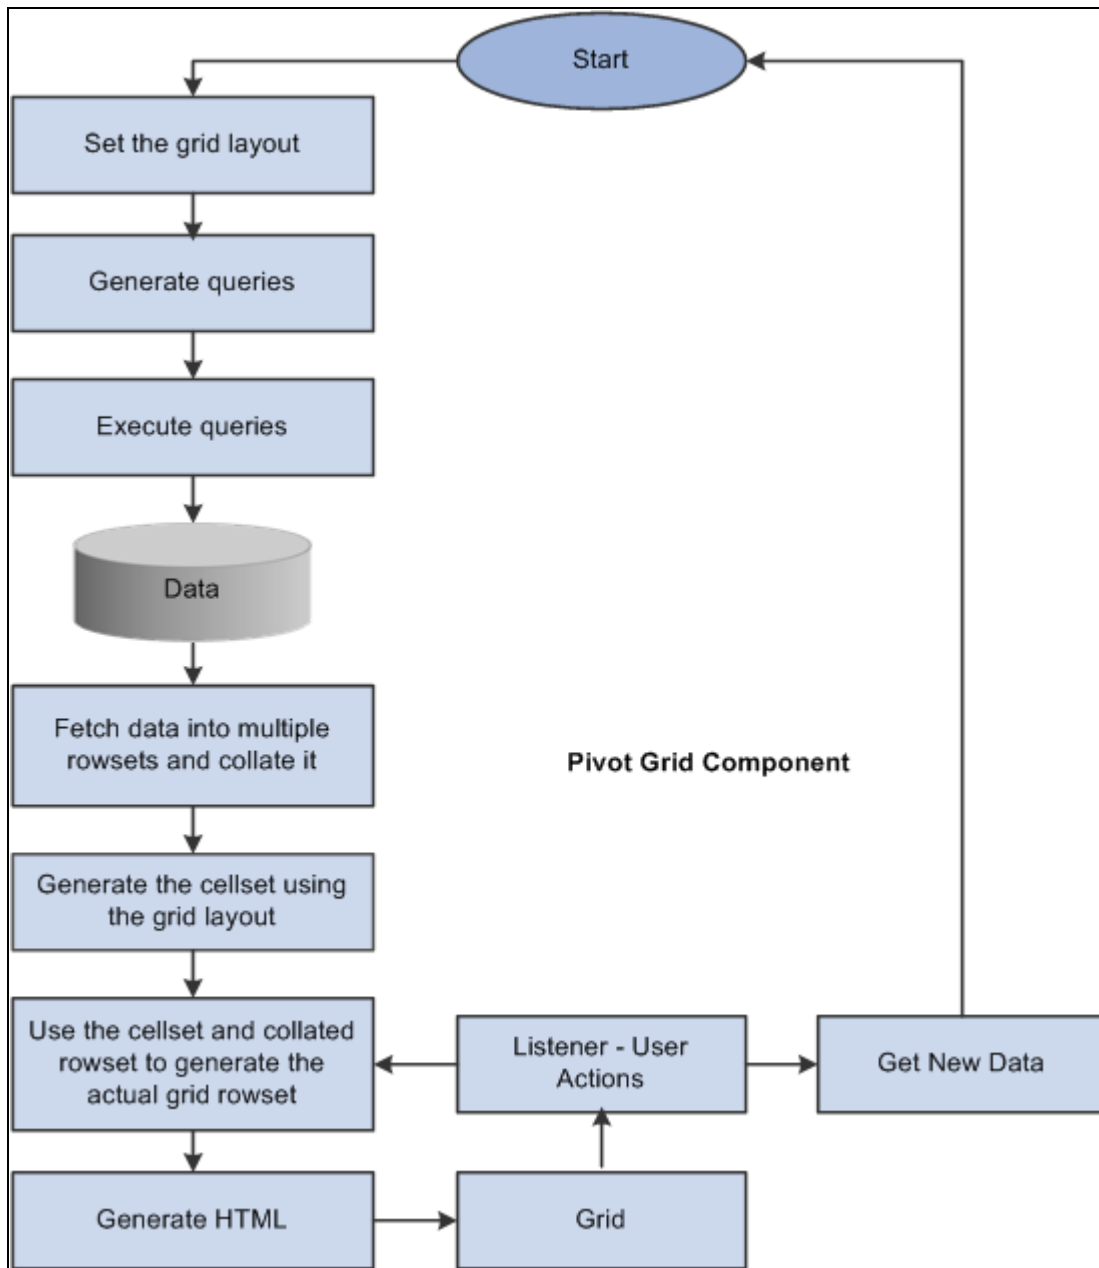 Start
Set the grid layout
Generate queries
Execute queries
Data
Fetch data into multiple
rowsets and collate it
Pivot Grid Component
Generate the cellset using
the grid layout
Use the cellset and collated
rowset to generate the
actual grid rowset
Listener - User
Actions
Get New Data
Generate HTML
Grid